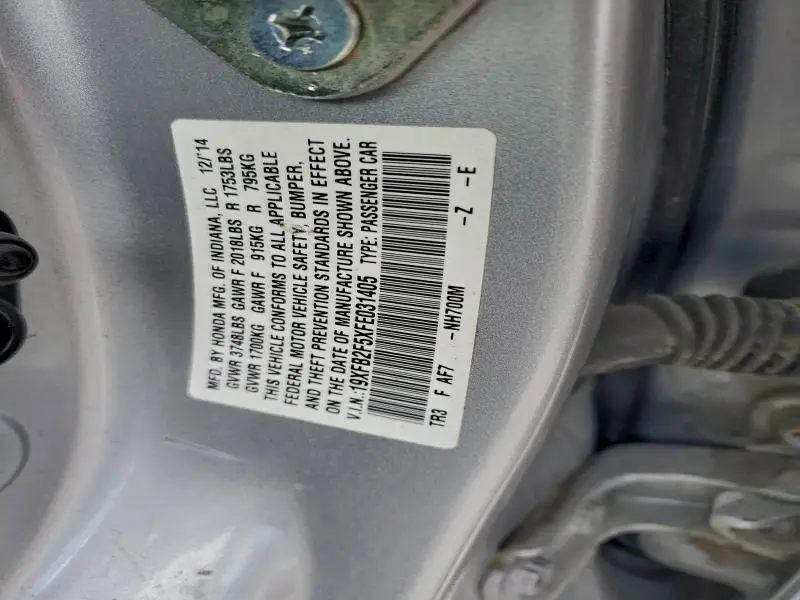 MFD. BY HONDA MFG. OF INDIANA, LLC 12/'14
GVWR 3748LBS GAWR F 2018LBS R 1753LBS
GVWR 1700KG GAWR F 915KG R 795KG
THIS VEHICLE CONFORMS TO ALL APPLICABLE
FEDERAL MOTOR VEHICLE SAFETY, BUMPER,
AND THEFT PREVENTION STANDARDS IN EFFECT
ON THE DATE OF MANUFACTURE SHOWN ABOVE.
V.I.N.:19XFB2F5XFE031405 TYPE: PASSENGER CAR
TR3 F AF7 -NH700M -Z -E